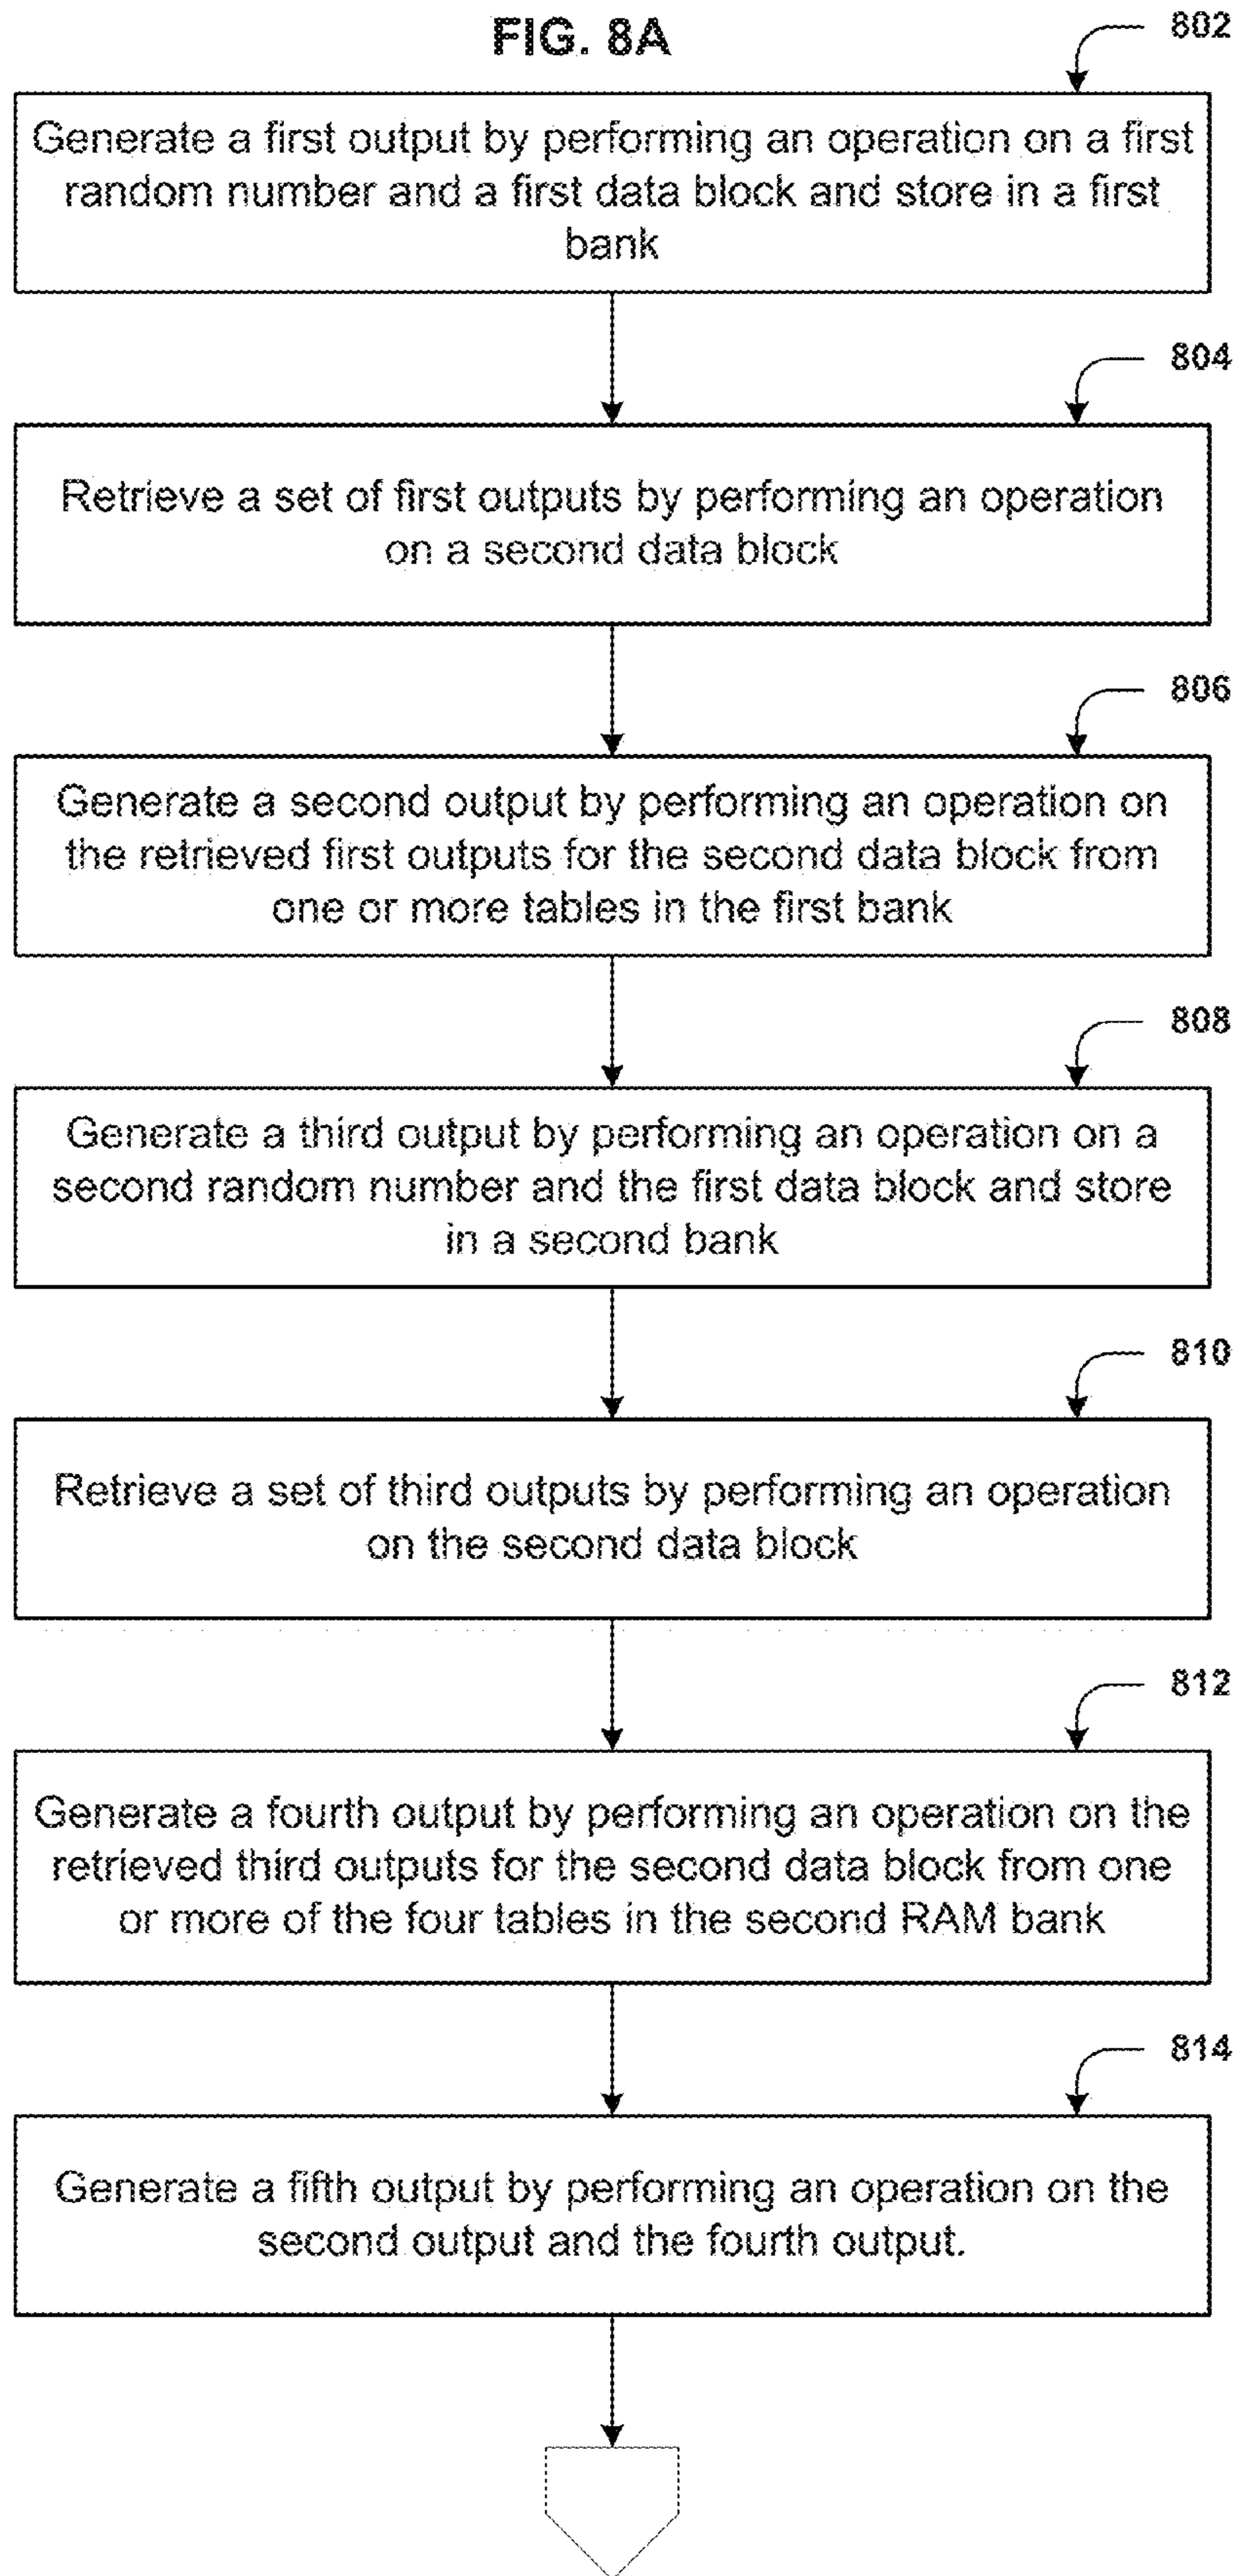 FIG. 8A
802
Generate a first output by performing an operation on a first
random number and a first data block and store in a first
bank
804
Retrieve a set of first outputs by performing an operation
on a second data block
806
Generate a second output by performing an operation on
the retrieved first outputs for the second data block from
one or more tables in the first bank
808
Generate a third output by performing an operation on a
second random number and the first data block and store
in a second bank
810
Retrieve a set of third outputs by performing an operation
on the second data block
812
Generate a fourth output by performing an operation on the
retrieved third outputs for the second data block from one
or more of the four tables in the second RAM bank
814
Generate a fifth output by performing an operation on the
second output and the fourth output.